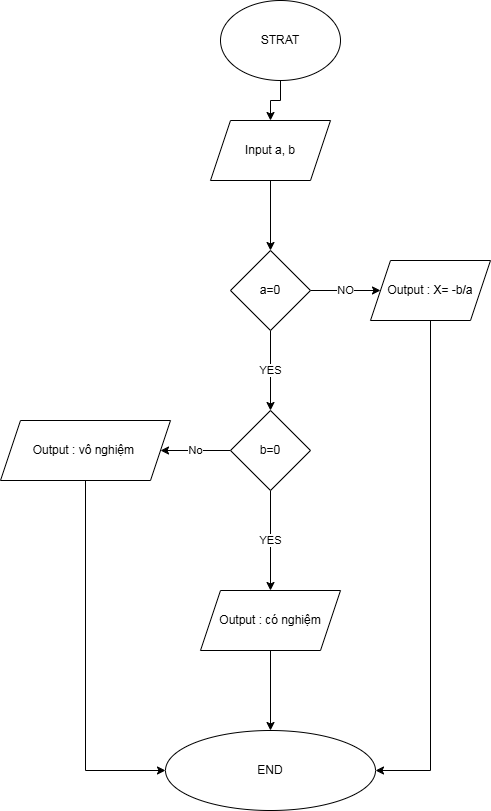 STRAT
Input a, b
a=0
NO
Output : X= -b/a
YES
Output : vô nghiệm
No
b=0
YES
Output : có nghiệm
END